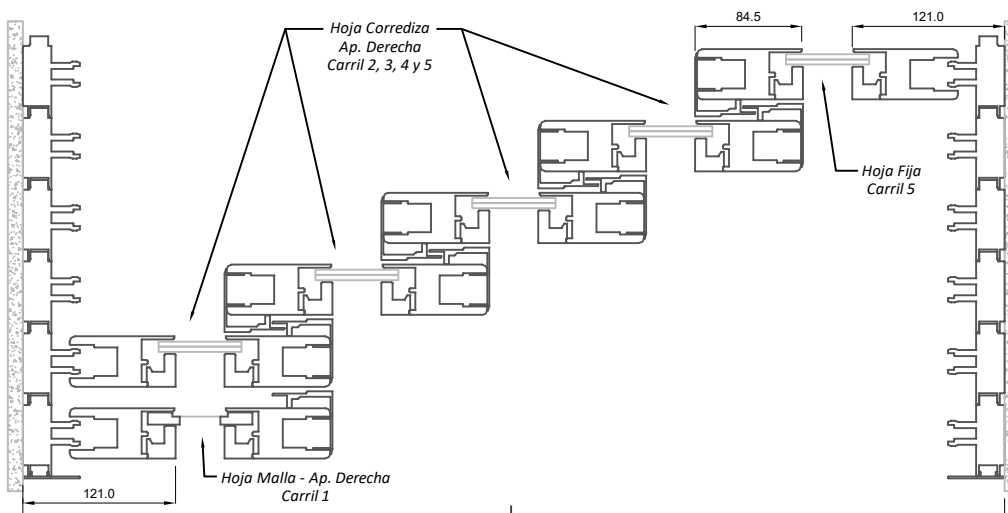 Hoja Corrediza
Ap. Derecha
Carril 2, 3, 4 y 5
84.5
121.0
Hoja Fija
Carril 5
Hoja Malla - Ap. Derecha
Carril 1
121.0